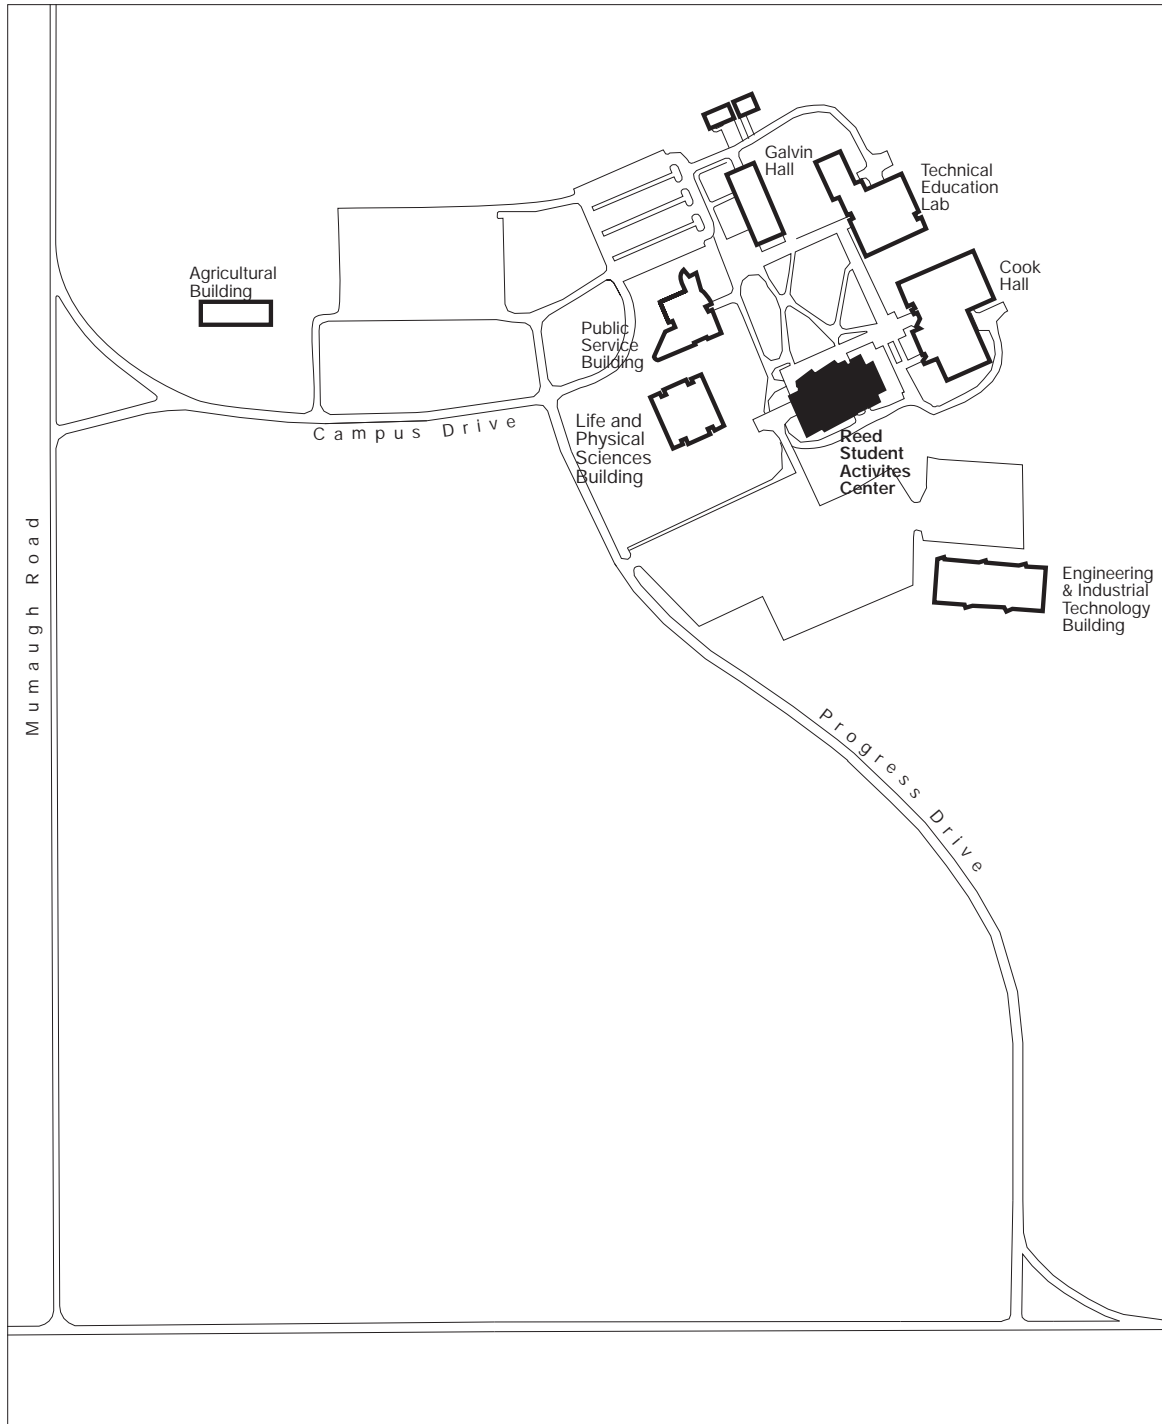 Galvin
Hall
Technical
Education
Lab
Cook
Hall
Agricultural
Building
Public
Service
Building
Life and
Physical
Sciences
Building
Campus Drive
Reed
Student
Activites
Center
Mumaugh Road
Engineering
& Industrial
Technology
Building
Progress Drive